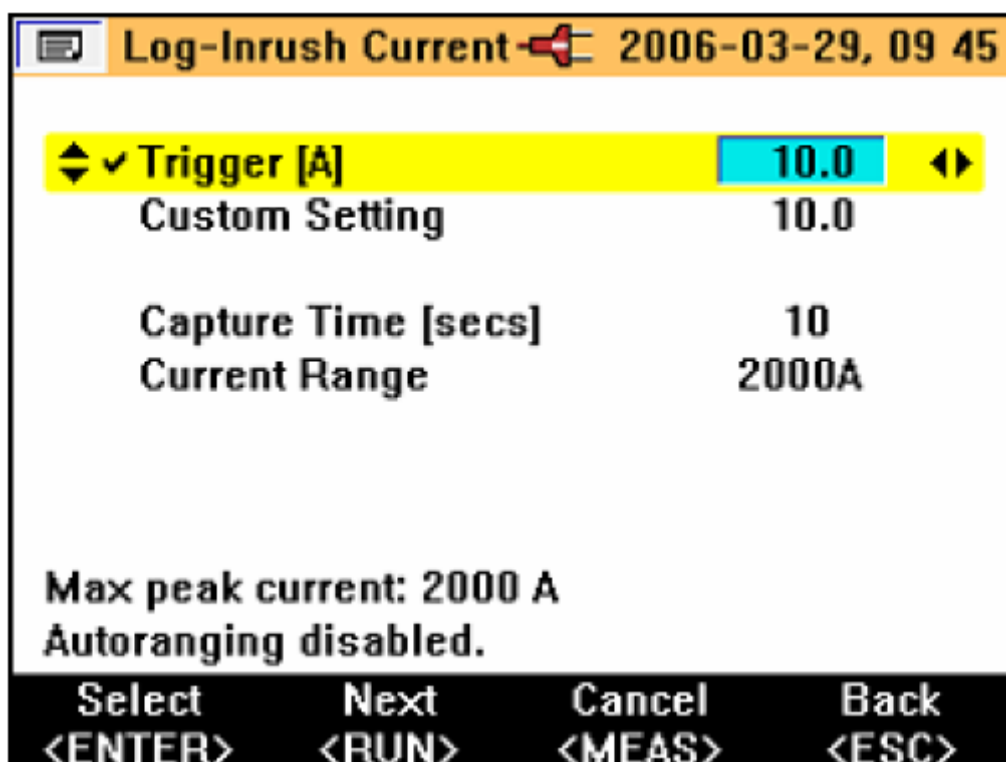 Log-Inrush Current 2006-03-29, 09 45
Trigger [A] 10.0
Custom Setting 10.0
Capture Time [secs] 10
Current Range 2000A
Max peak current: 2000 A
Autoranging disabled.
Select Next Cancel Back
<ENTER> <RUN> <MEAS> <ESC>